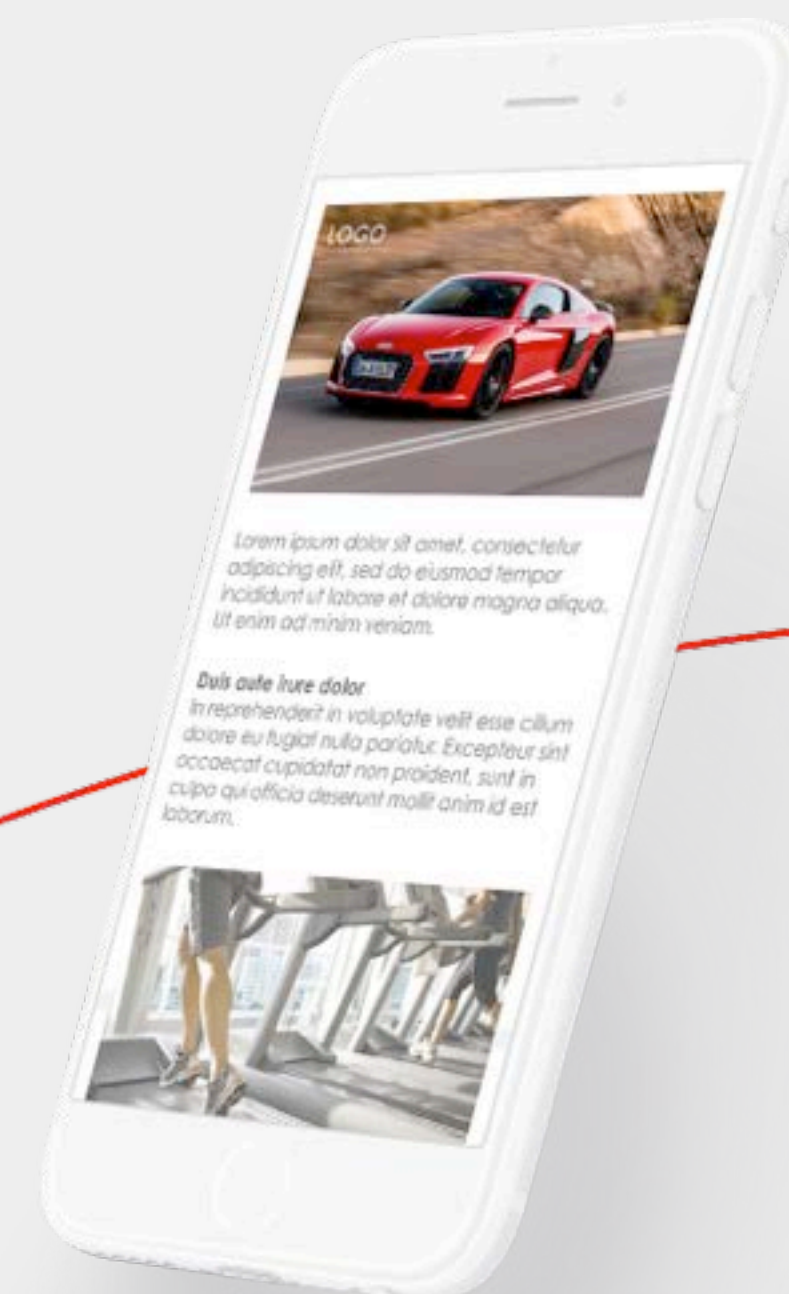 LOGO
Lorem ipsum dolor sit amet, consectetur
adipiscing elit, sed do eiusmod tempor
incididunt ut labore et dolore magna aliqua.
Ut enim ad minim veniam.
Duis aute irure dolor
In reprehenderit in voluptate velit esse cillum
dolore eu fugiat nulla pariatur. Excepteur sint
occaecat cupidatat non proident, sunt in
culpa qui officia deserunt mollit anim id est
laborum.